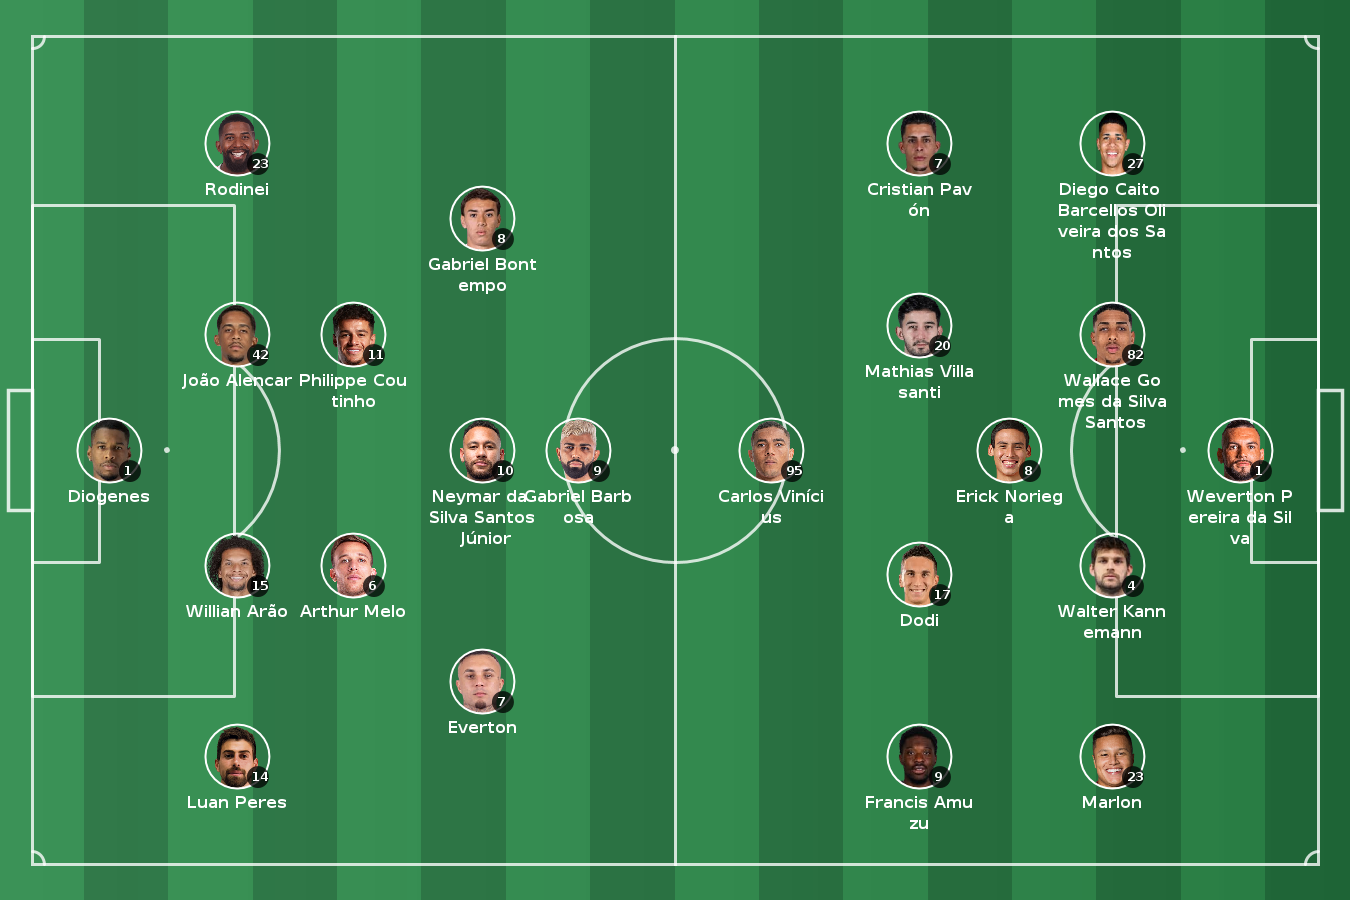 23
Rodinei
8
Gabriel Bont
empo
42
João Alencar
11
Philippe Cou
tinho
1
Diogenes
10
Neymar da
Silva Santos
Júnior
9
Gabriel Barb
osa
15
Willian Arão
6
Arthur Melo
7
Everton
14
Luan Peres
7
Cristian Pav
ón
27
Diego Caito
Barcellos Oli
veira dos Sa
ntos
20
Mathias Villa
santi
82
Wallace Go
mes da Silva
Santos
95
Carlos Viníci
us
8
Erick Norieg
a
1
Weverton P
ereira da Sil
va
17
Dodi
4
Walter Kann
emann
9
Francis Amu
zu
23
Marlon